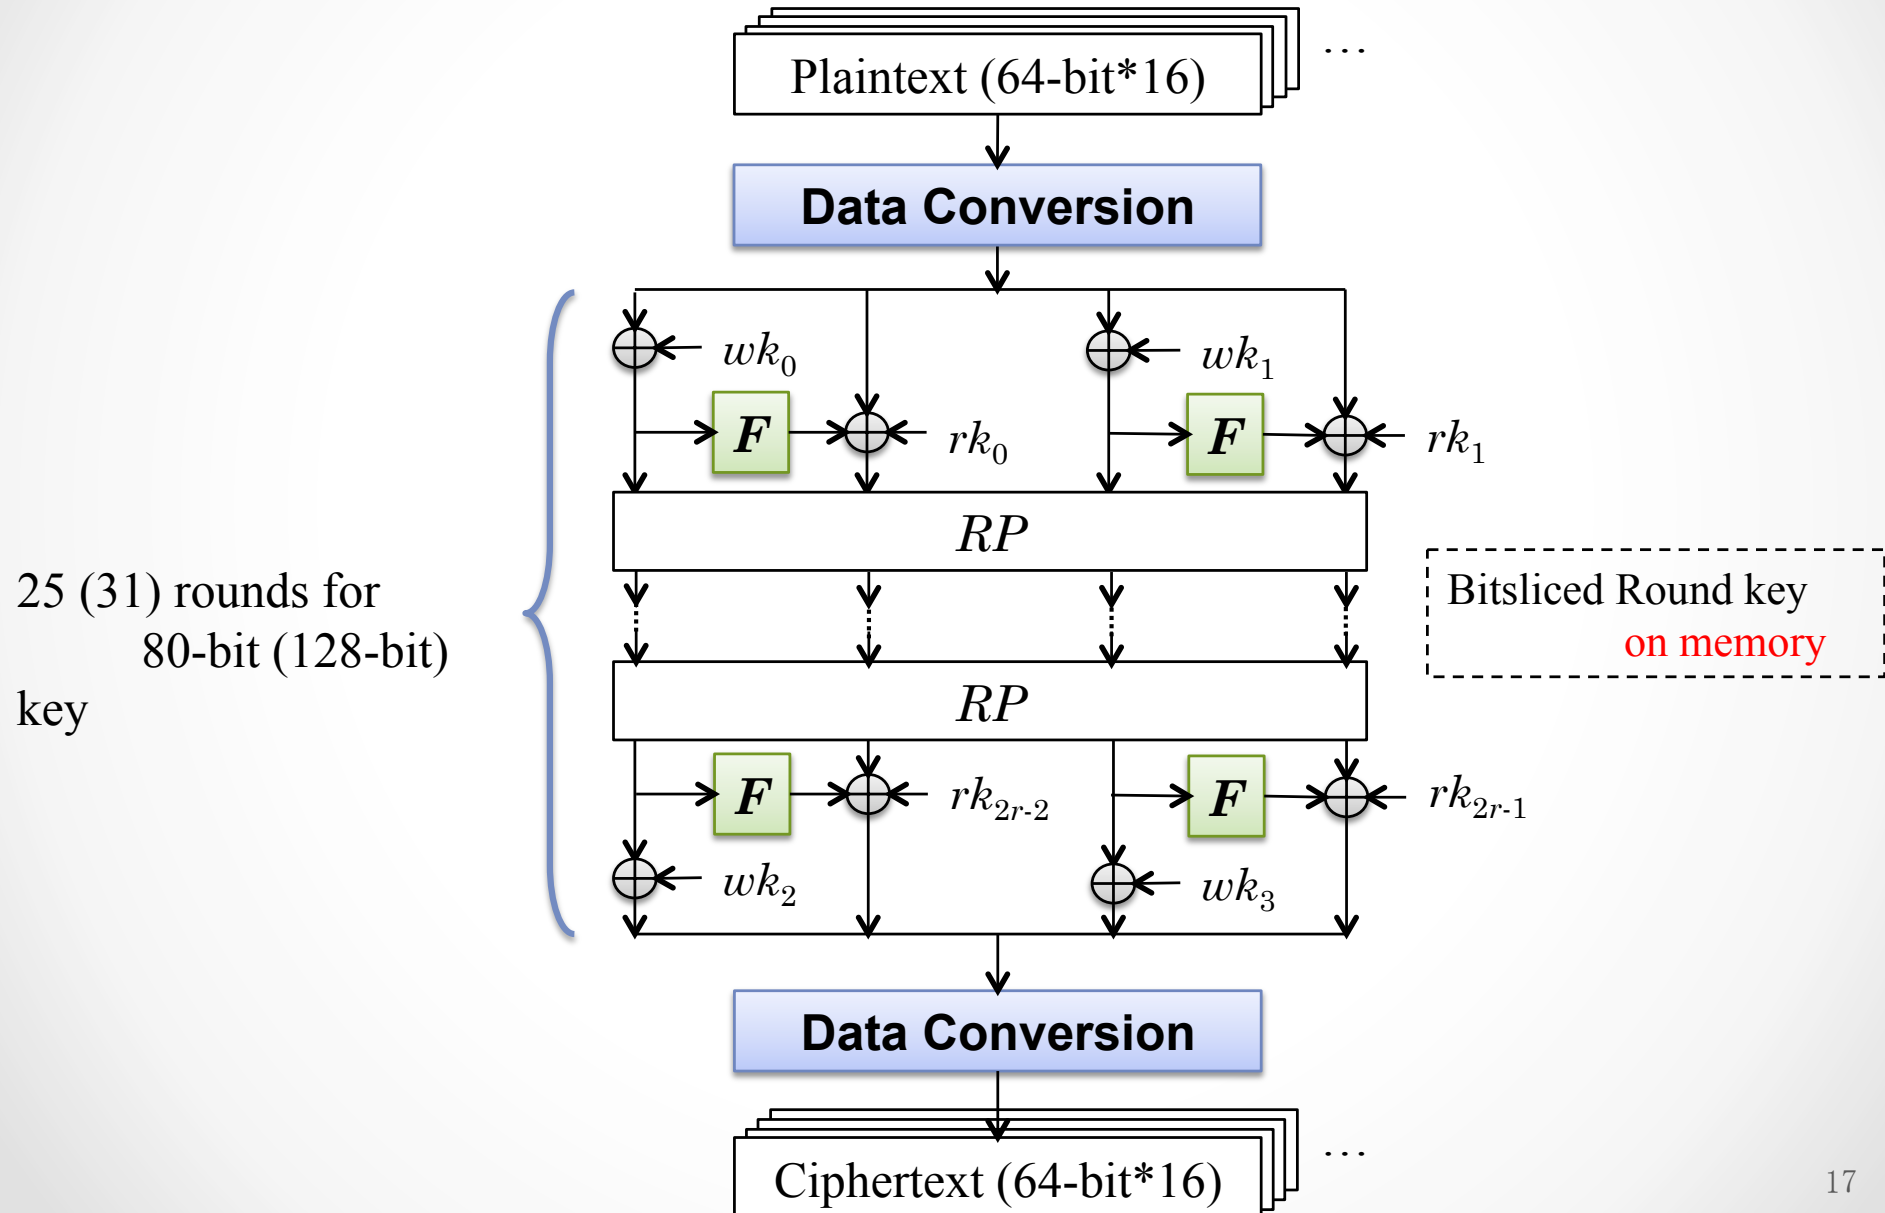 Plaintext (64-bit*16)
...
Data Conversion
wk0
wk1
F
rk0
F
rk1
RP
25 (31) rounds for
80-bit (128-bit)
key
Bitsliced Round key
on memory
RP
F
rk2r-2
F
rk2r-1
wk2
wk3
Data Conversion
...
Ciphertext (64-bit*16)
17